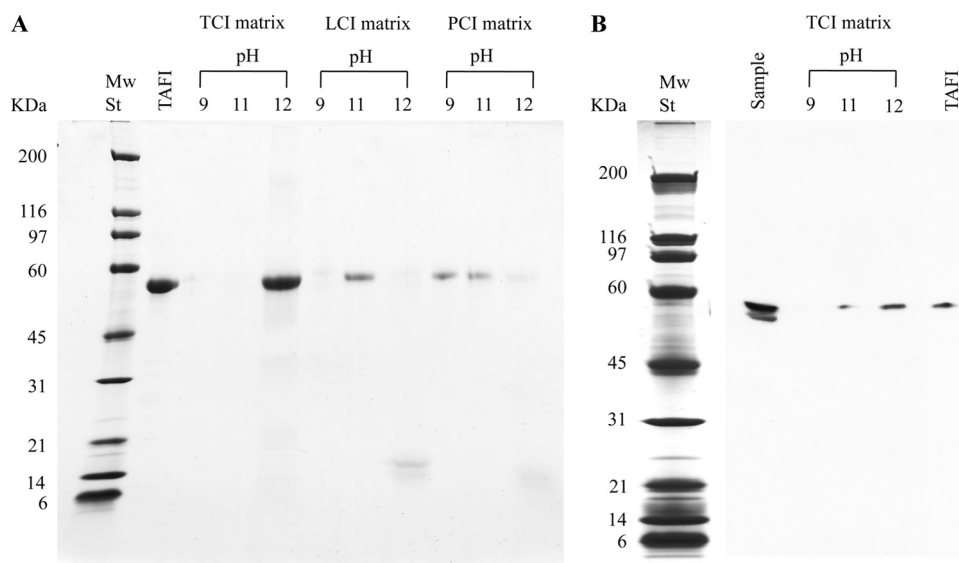 A
TCI matrix LCI matrix PCI matrix
pH pH pH
Mw
St
TAFI
KDa
9 11 12 9 11 12 9 11 12
200
116
97
60
45
31
21
14
6
B
TCI matrix
pH
Mw
St
Sample
TAFI
KDa
9 11 12
200
116
97
60
45
31
21
14
6